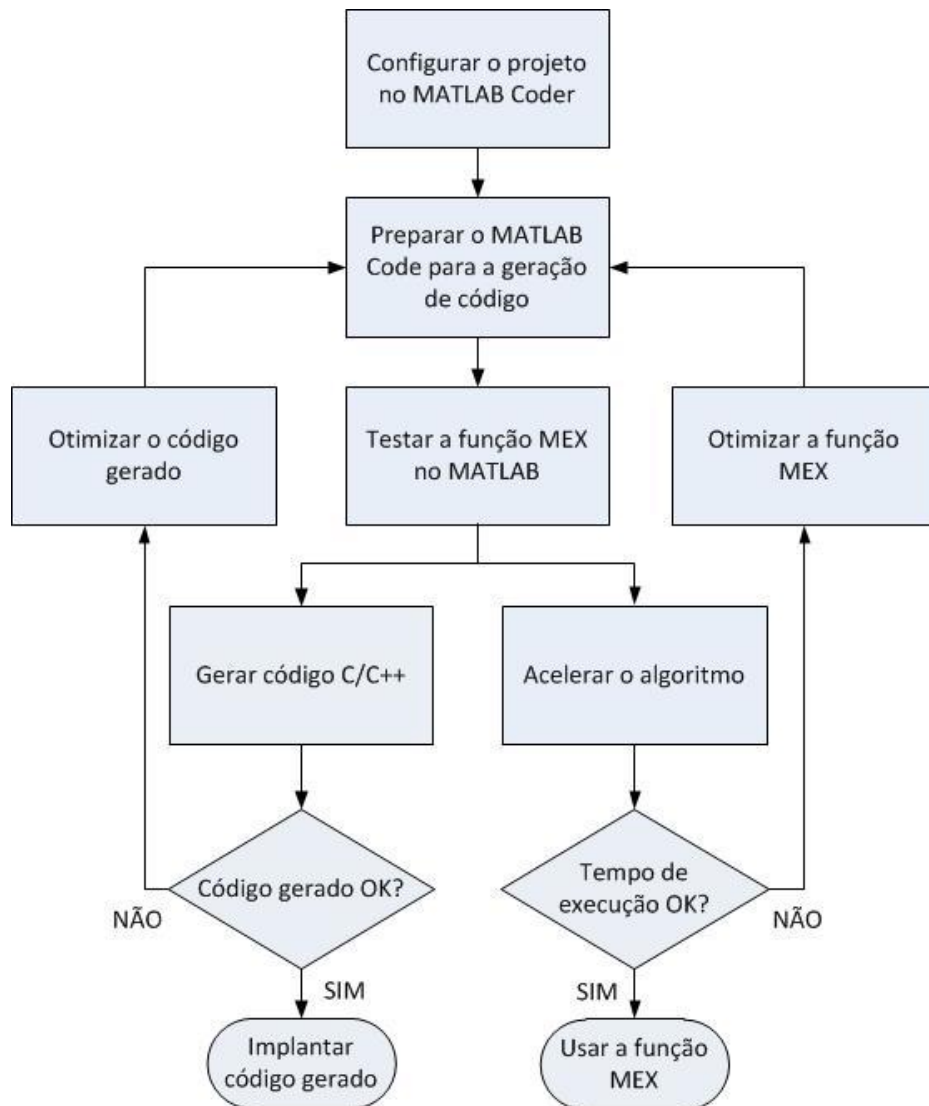 Configurar o projeto
no MATLAB Coder
Preparar o MATLAB
Code para a geração
de código
Otimizar o código
gerado
Testar a função MEX
no MATLAB
Otimizar a função
MEX
Gerar código C/C++
Acelerar o algoritmo
Código gerado OK?
NÃO
Tempo de
execução OK?
NÃO
SIM
SIM
Implantar
código gerado
Usar a função
MEX